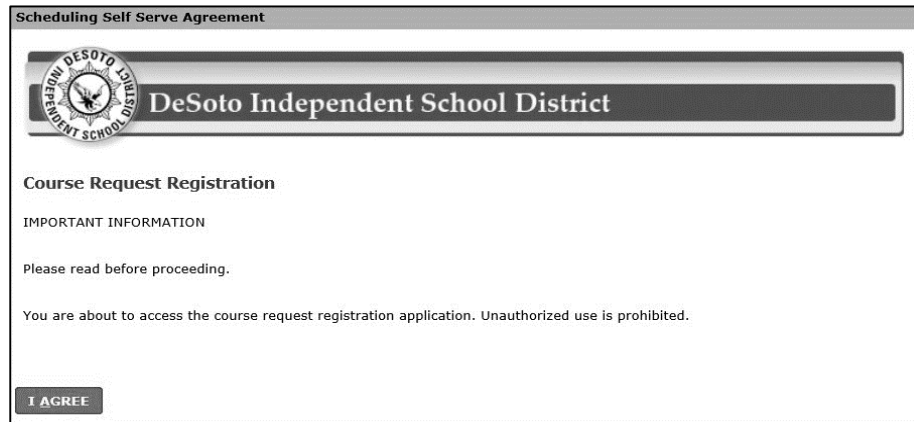 Scheduling Self Serve Agreement
DESOTO INDEPENDENT SCHOOL DISTRICT
DeSoto Independent School District
Course Request Registration
IMPORTANT INFORMATION
Please read before proceeding.
You are about to access the course request registration application. Unauthorized use is prohibited.
I AGREE